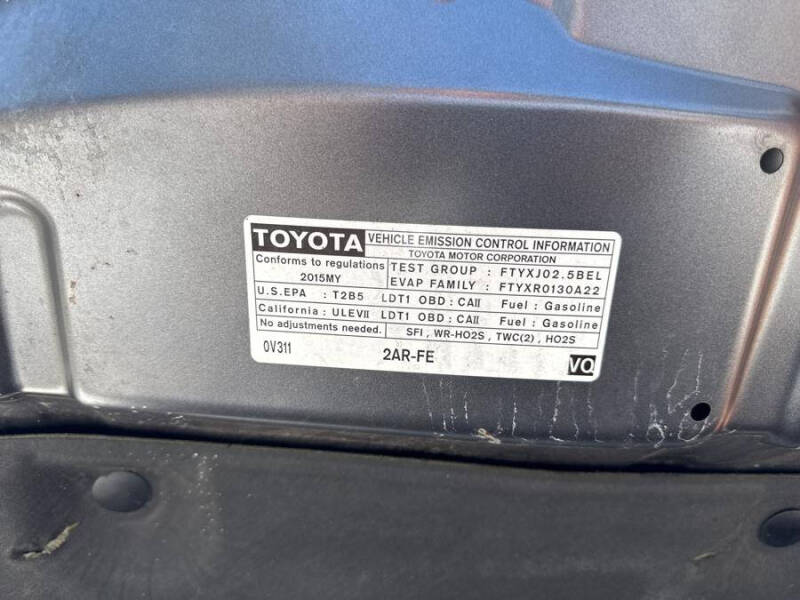 TOYOTA VEHICLE EMISSION CONTROL INFORMATION
TOYOTA MOTOR CORPORATION
Conforms to regulations
2015MY
TEST GROUP : FTYXJ02.5BEL
EVAP FAMILY : FTYXR0130A22
U.S.EPA : T2B5 LDT1 OBD : CAⅡ Fuel : Gasoline
California : ULEVⅡ LDT1 OBD : CAⅡ Fuel : Gasoline
No adjustments needed. SFI , WR-HO2S , TWC(2) , HO2S
0V311 2AR-FE VQ